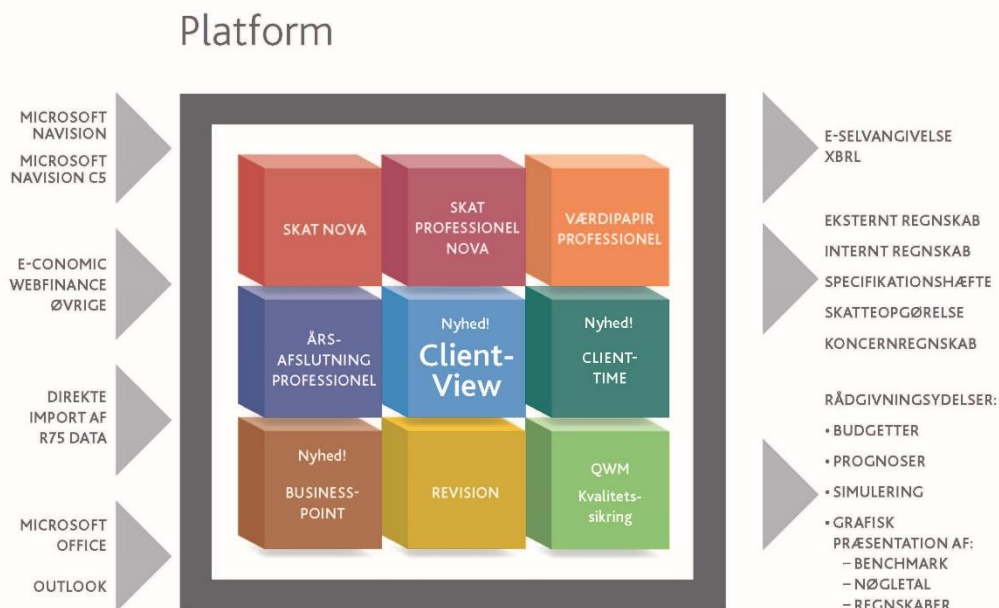 Platform
MICROSOFT
NAVISION
MICROSOFT
NAVISION C5
E-CONOMIC
WEBFINANCE
ØVRIGE
DIREKTE
IMPORT AF
R75 DATA
MICROSOFT
OFFICE
OUTLOOK
SKAT NOVA
SKAT
PROFESSIONEL
NOVA
VÆRDIPAPIR
PROFESSIONEL
ÅRS-
AFSLUTNING
PROFESSIONEL
Nyhed!
Client-
View
Nyhed!
CLIENT-
TIME
Nyhed!
BUSINESS-
POINT
REVISION
QWM
Kvalitets-
sikring
E-SELVANGIVELSE
XBRL
EKSTERNT REGNSKAB
INTERNT REGNSKAB
SPECIFIKATIONSHÆFTE
SKATTEOPGØRELSE
KONCERNREGNSKAB
RÅDGIVNINGSYDELSER:
• BUDGETTER
• PROGNOSER
• SIMULERING
• GRAFISK
PRÆSENTATION AF:
– BENCHMARK
– NØGLETAL
– REGNSKABER